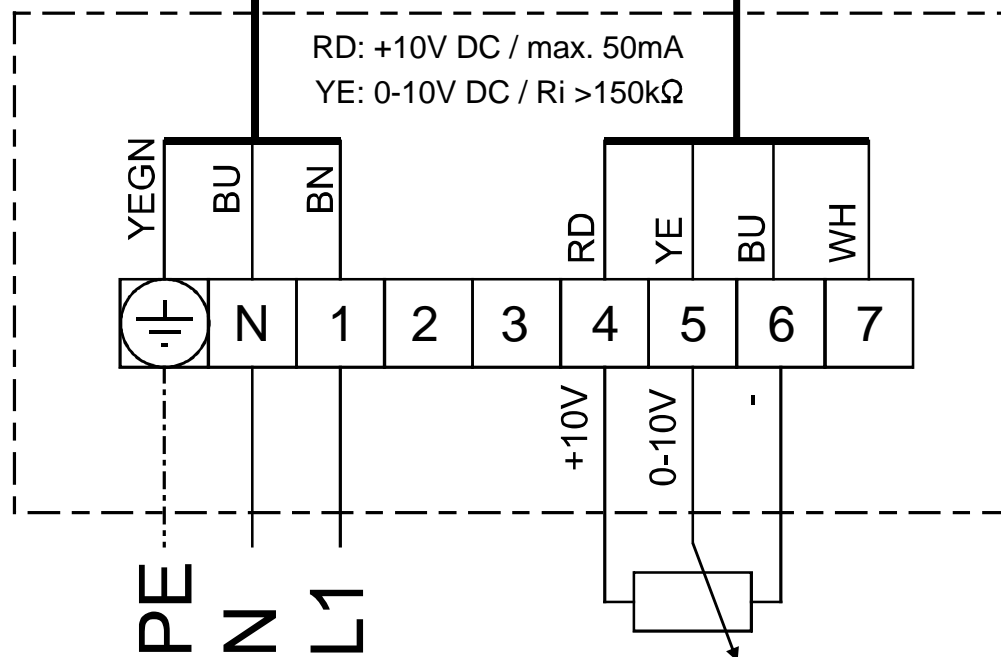 RD: +10V DC / max. 50mA
YE: 0-10V DC / Ri >150kΩ
YEGN
BU
BN
RD
YE
BU
WH
N 1 2 3 4 5 6 7
+10V
0-10V
-
PE
N
L1